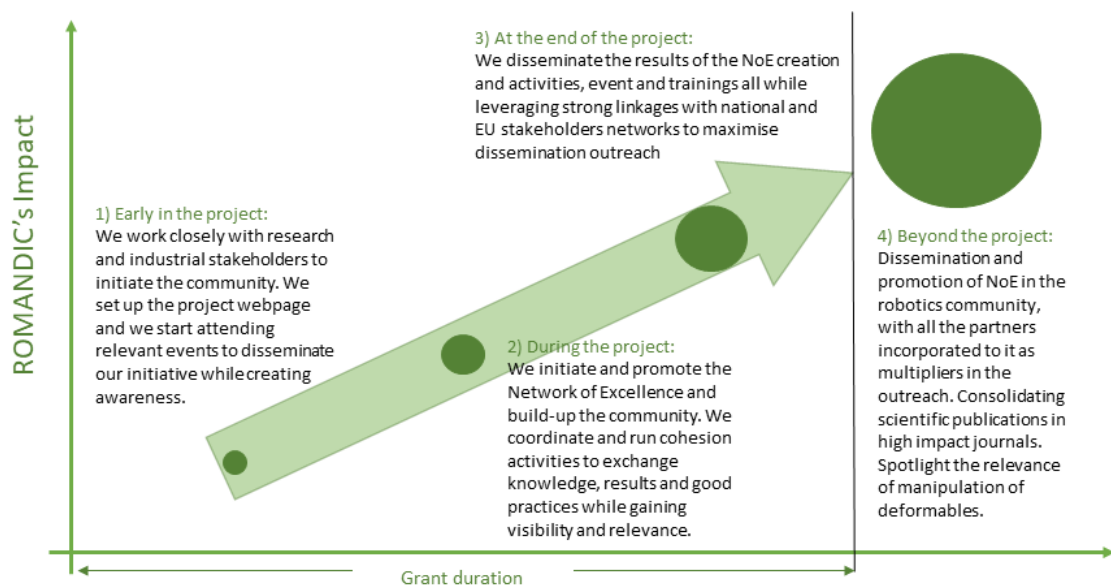 ROMANDIC's Impact
1) Early in the project:
We work closely with research
and industrial stakeholders to
initiate the community. We
set up the project webpage
and we start attending
relevant events to disseminate
our initiative while creating
awareness.
2) During the project:
We initiate and promote the
Network of Excellence and
build-up the community. We
coordinate and run cohesion
activities to exchange
knowledge, results and good
practices while gaining
visibility and relevance.
3) At the end of the project:
We disseminate the results of the NoE creation
and activities, event and trainings all while
leveraging strong linkages with national and
EU stakeholders networks to maximise
dissemination outreach
4) Beyond the project:
Dissemination and
promotion of NoE in the
robotics community,
with all the partners
incorporated to it as
multipliers in the
outreach. Consolidating
scientific publications in
high impact journals.
Spotlight the relevance
of manipulation of
deformables.
Grant duration